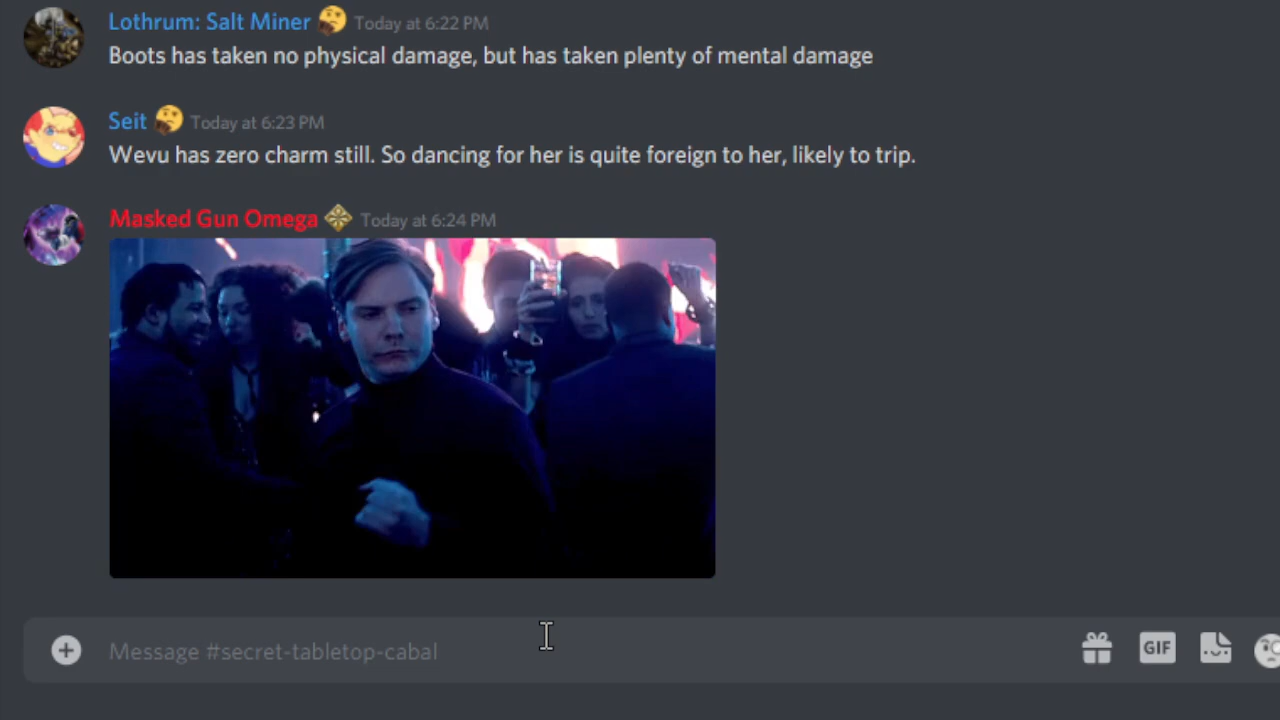 Lothrum: Salt Miner 🤔 Today at 6:22 PM
Boots has taken no physical damage, but has taken plenty of mental damage
Seit 🤔 Today at 6:23 PM
Wevu has zero charm still. So dancing for her is quite foreign to her, likely to trip.
Masked Gun Omega Today at 6:24 PM
Message #secret-tabletop-cabal
GIF